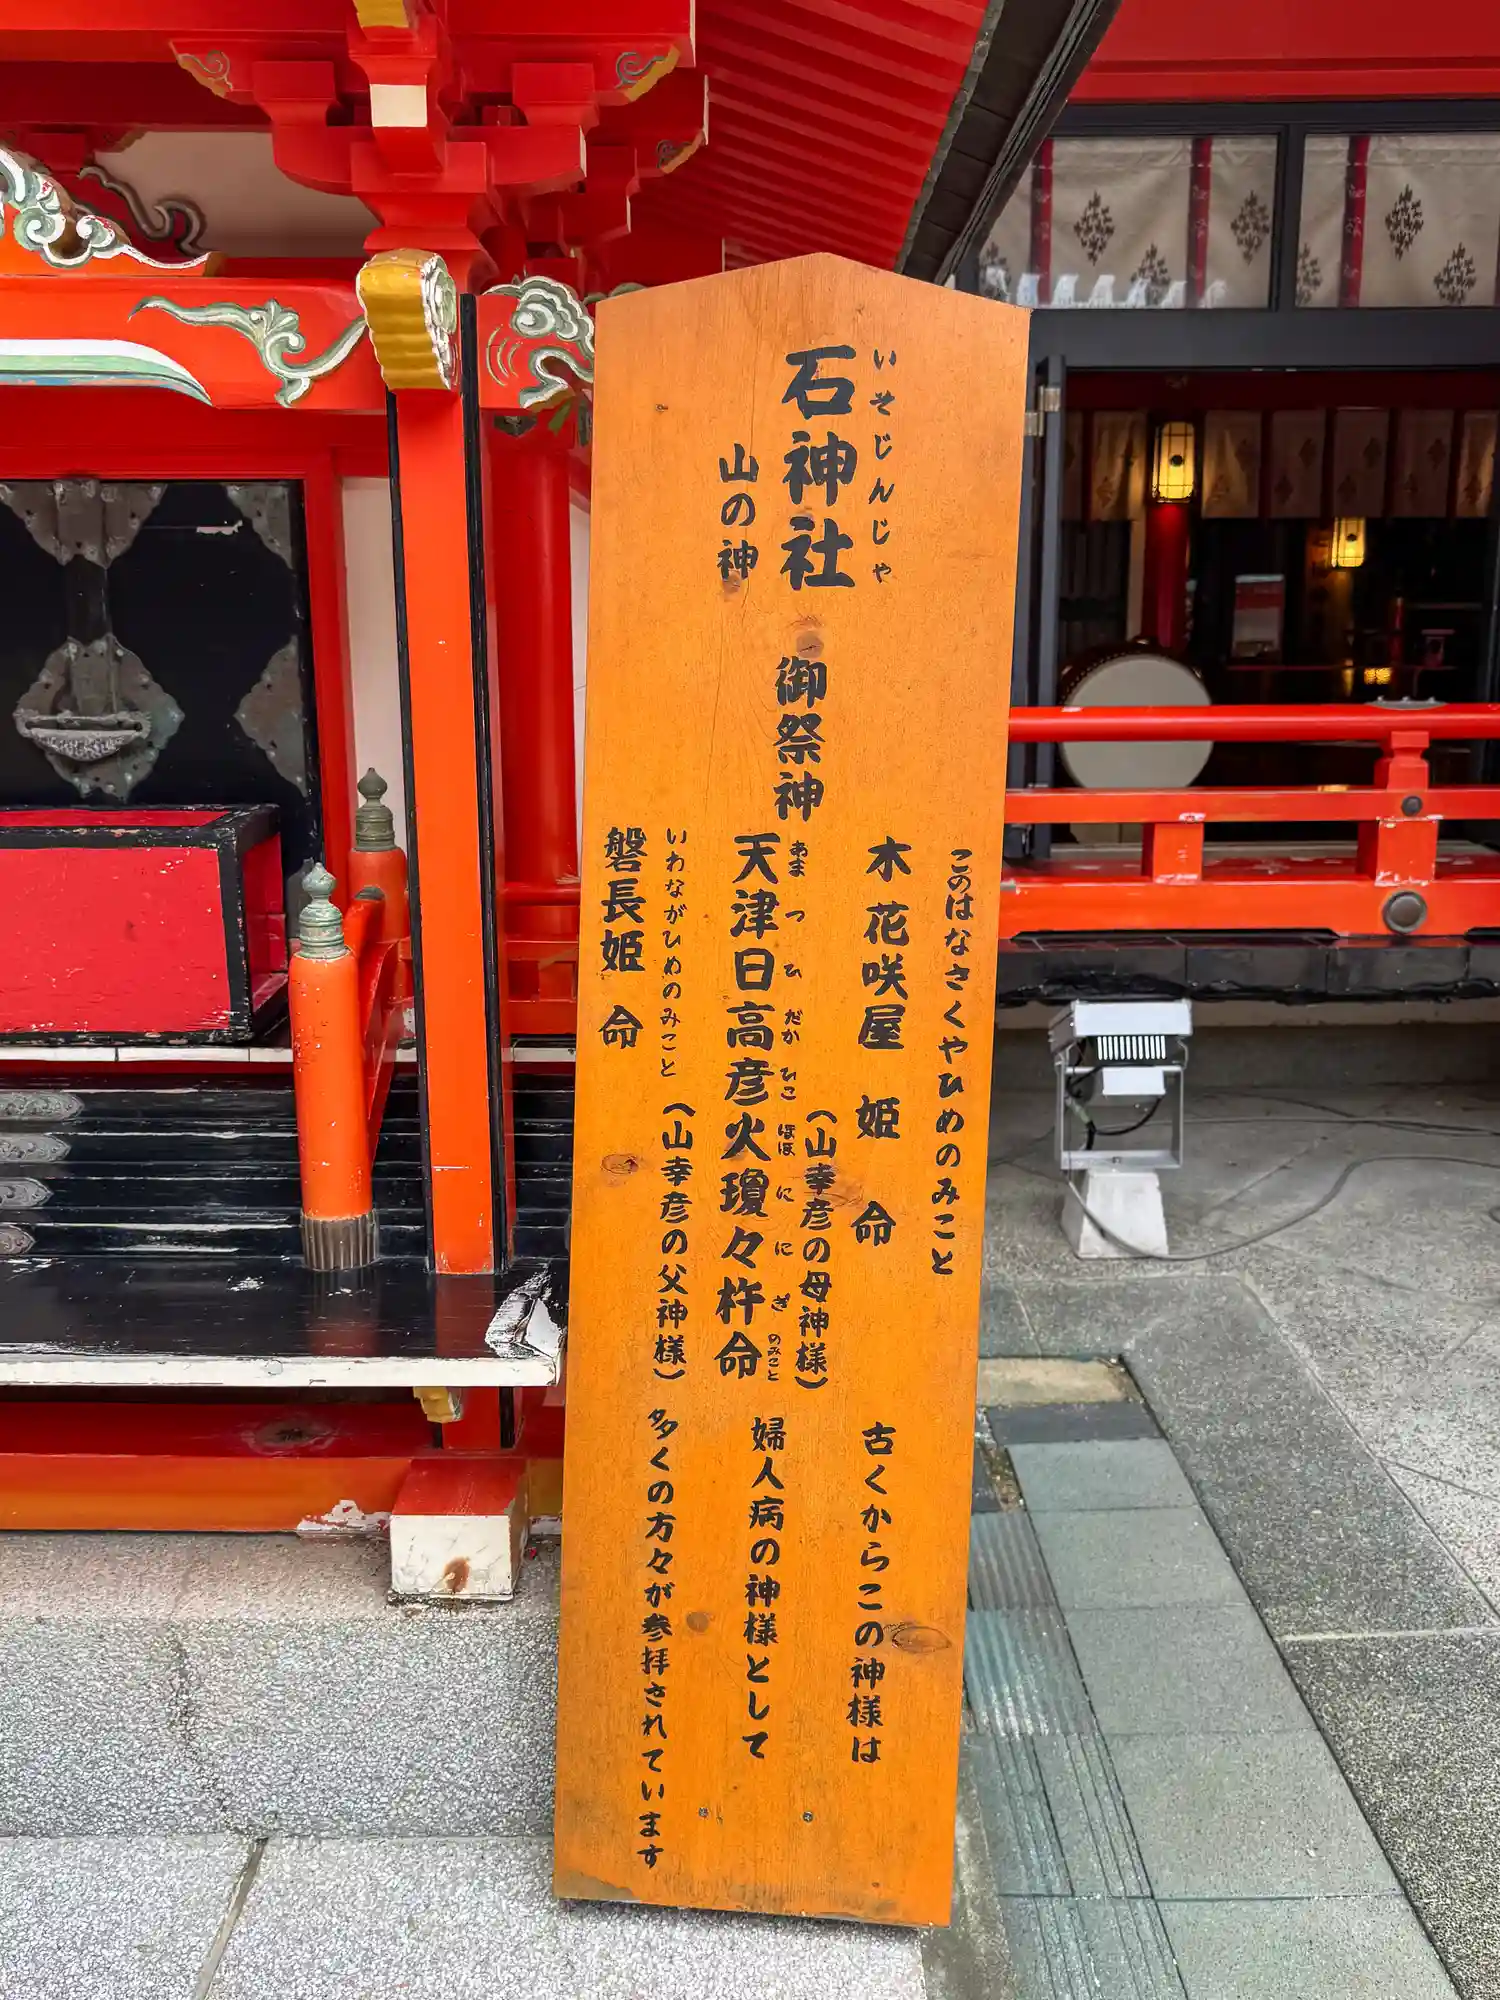 いそじんじゃ
石神社
山の神
御祭神
このはなさくやひめのみこと
木花咲屋姫命
(山幸彦の母神様)
あまつひだかひこほほににぎのみこと
天津日高彦火瓊々杵命
いわながひめのみこと
(山幸彦の父神様)
磐長姫命
古くからこの神様は
婦人病の神様として
多くの方々が参拝されています